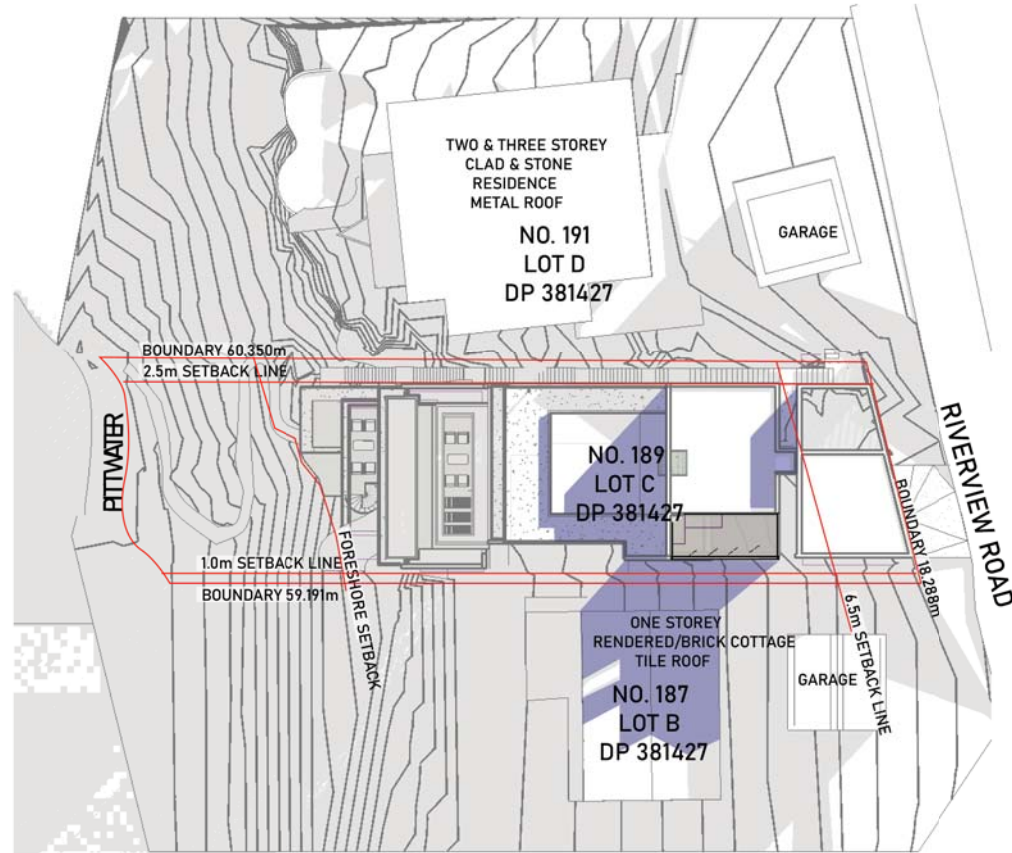 TWO & THREE STOREY
CLAD & STONE
RESIDENCE
METAL ROOF
NO. 191
LOT D
DP 381427
GARAGE
BOUNDARY 60.350m
2.5m SETBACK LINE
PITTWATER
NO. 189
LOT C
DP 381427
RIVERVIEW ROAD
BOUNDARY 18.288m
FORESHORE SETBACK
1.0m SETBACK LINE
BOUNDARY 59.191m
6.5m SETBACK LINE
ONE STOREY
RENDERED/BRICK COTTAGE
TILE ROOF
NO. 187
LOT B
DP 381427
GARAGE